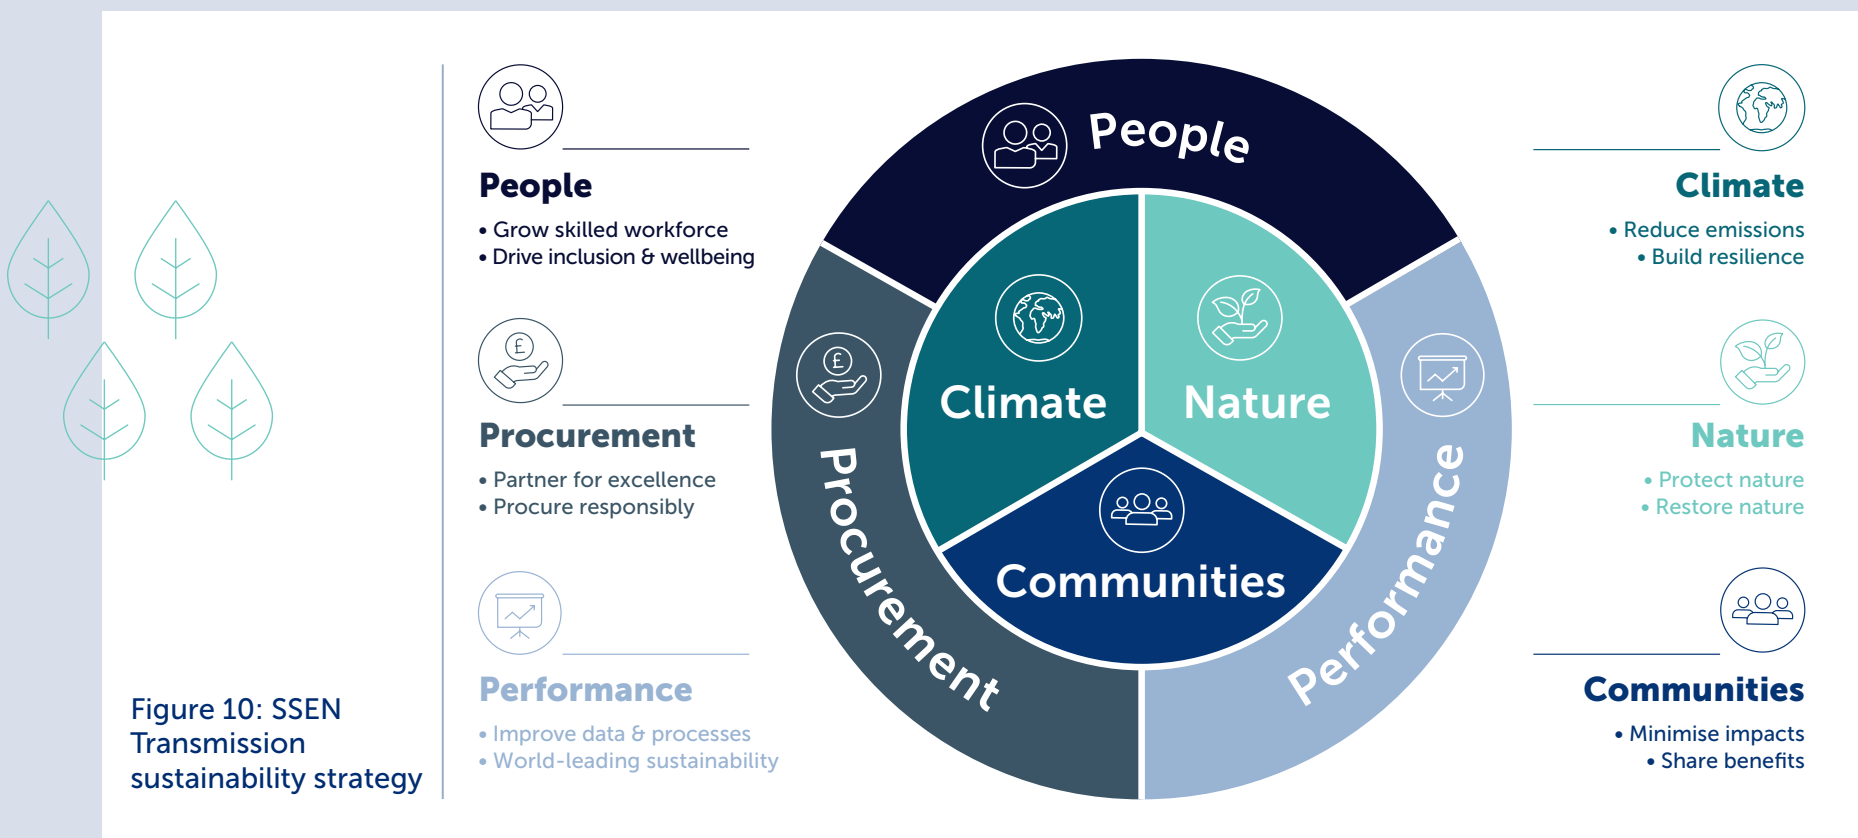 People
• Grow skilled workforce
• Drive inclusion & wellbeing
£
Procurement
• Partner for excellence
• Procure responsibly
Performance
• Improve data & processes
• World-leading sustainability
Figure 10: SSEN
Transmission
sustainability strategy
People
£
Procurement
Performance
Climate
Nature
Communities
Climate
• Reduce emissions
• Build resilience
Nature
• Protect nature
• Restore nature
Communities
• Minimise impacts
• Share benefits